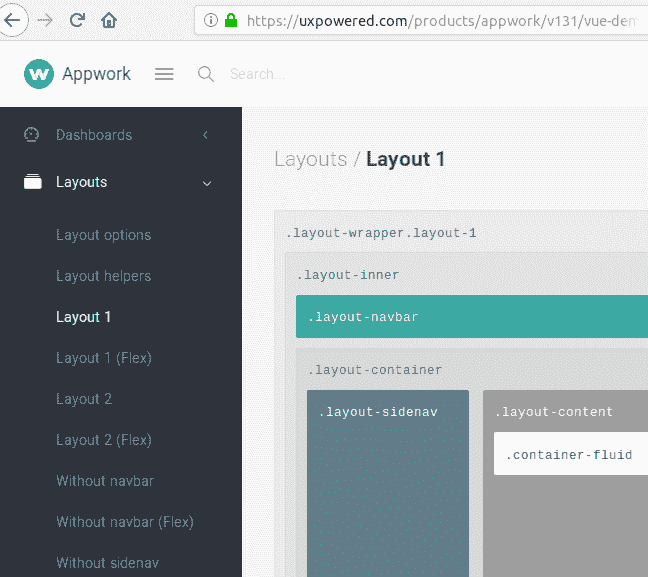 https://uxpowered.com/products/appwork/v131/vue-dem
Appwork
Search...
Dashboards
Layouts
Layout options
Layout helpers
Layout 1
Layout 1 (Flex)
Layout 2
Layout 2 (Flex)
Without navbar
Without navbar (Flex)
Without sidenav
Layouts / Layout 1
.layout-wrapper.layout-1
.layout-inner
.layout-navbar
.layout-container
.layout-sidenav
.layout-content
.container-fluid